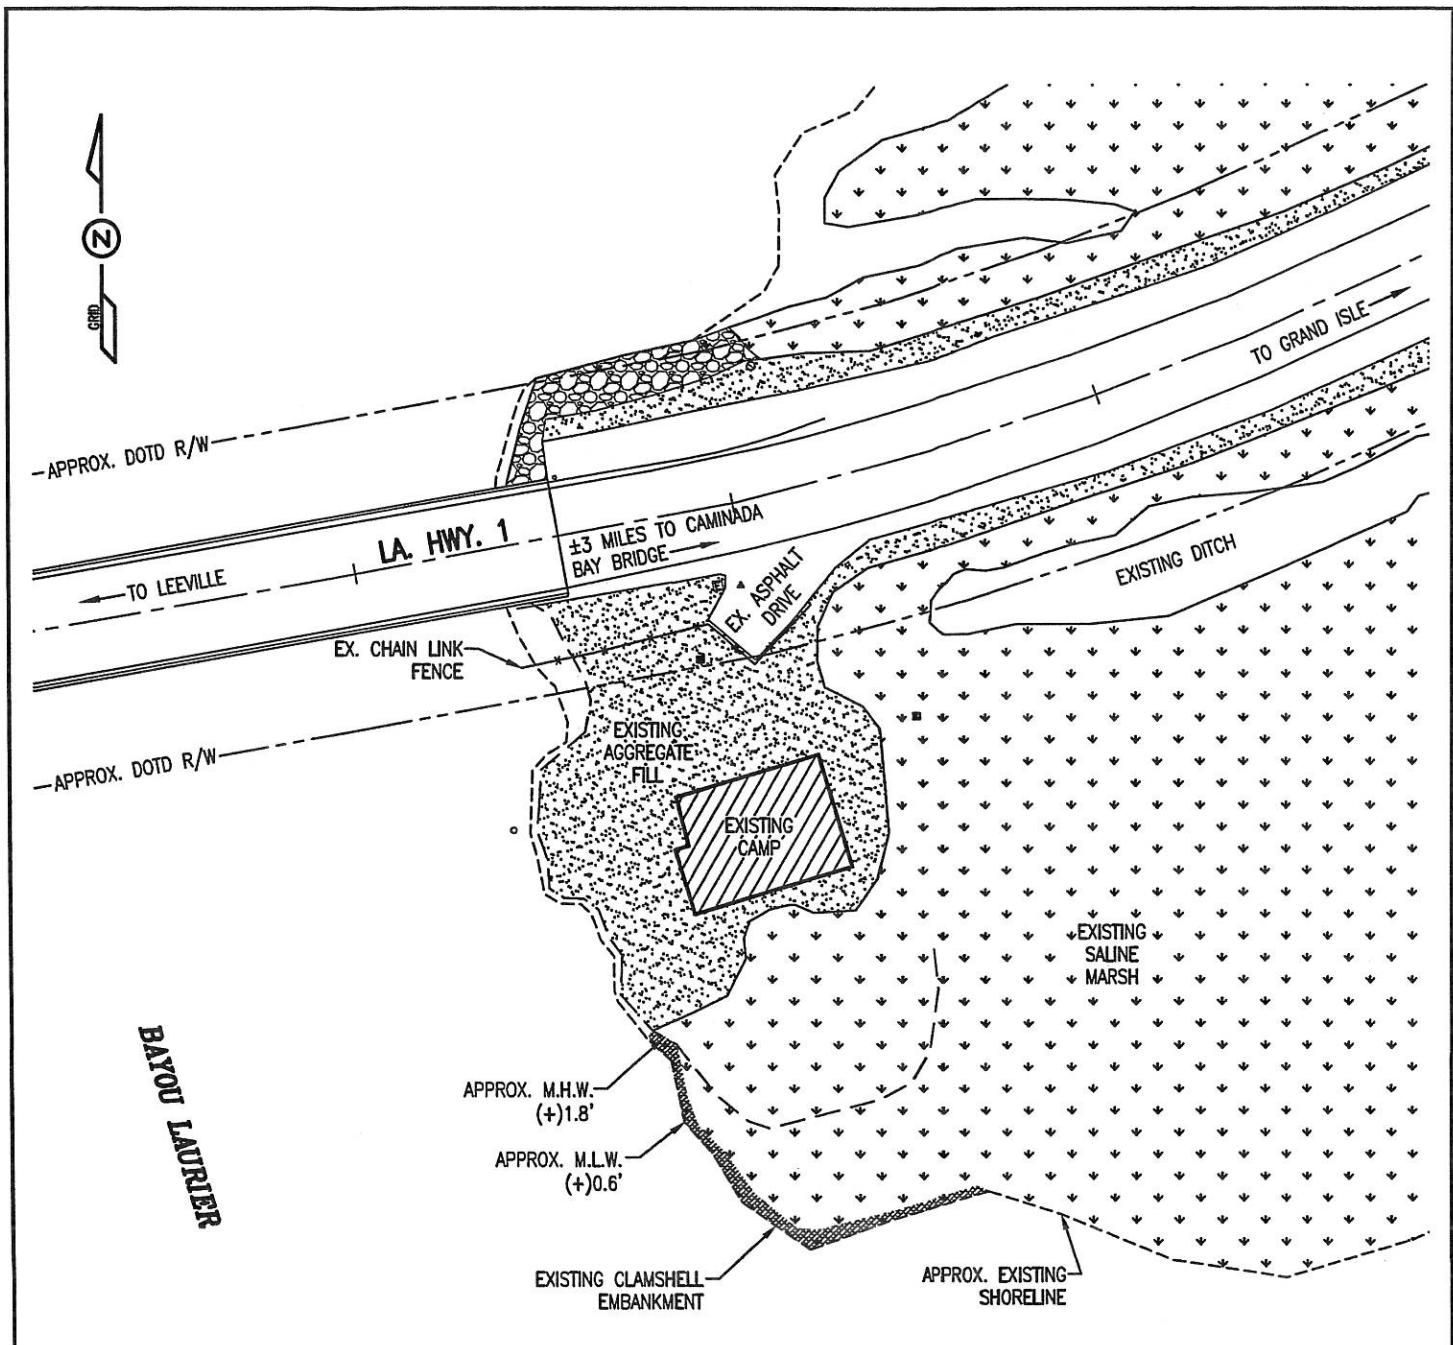 N
GRID
APPROX. DOTD R/W
LA. HWY. 1
TO LEEVILLE
±3 MILES TO CAMINADA
BAY BRIDGE
TO GRAND ISLE
EX. ASPHALT
DRIVE
EXISTING DITCH
EX. CHAIN LINK
FENCE
APPROX. DOTD R/W
EXISTING
AGGREGATE
FILL
EXISTING
CAMP
EXISTING
SALINE
MARSH
BAYOU LAURIER
APPROX. M.H.W.
(+)1.8'
APPROX. M.L.W.
(+)0.6'
EXISTING CLAMSHELL
EMBANKMENT
APPROX. EXISTING
SHORELINE